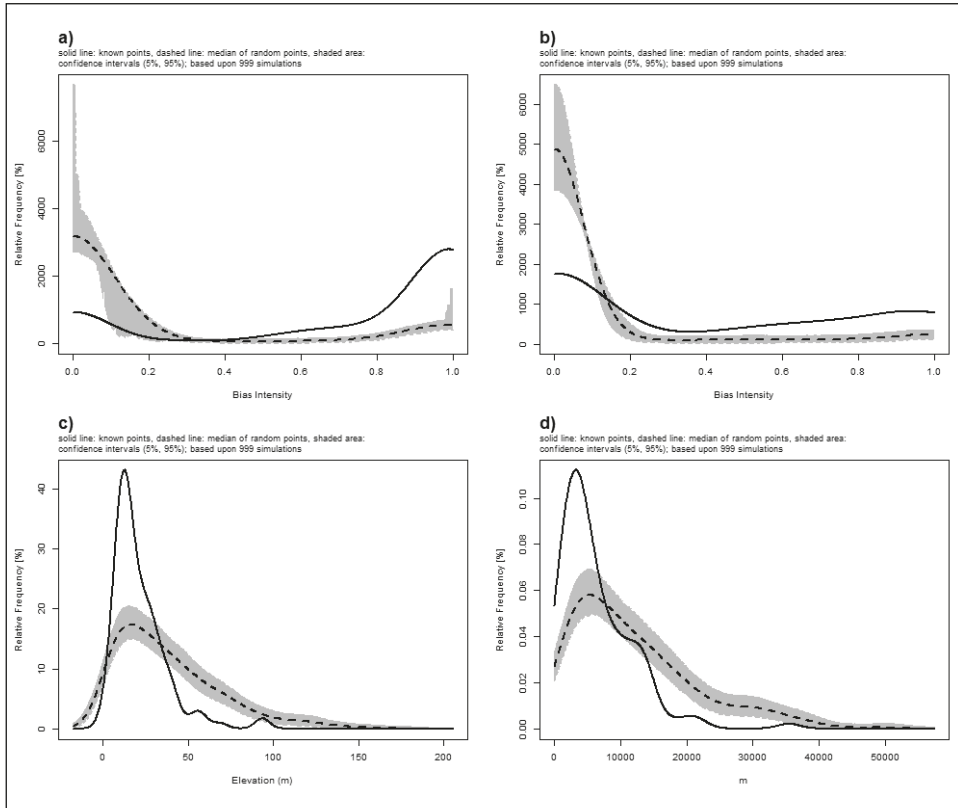 a)
solid line: known points, dashed line: median of random points, shaded area:
confidence intervals (5%, 95%); based upon 999 simulations
Relative Frequency [%]
6000
4000
2000
0
0.0 0.2 0.4 0.6 0.8 1.0
Bias Intensity
b)
solid line: known points, dashed line: median of random points, shaded area:
confidence intervals (5%, 95%); based upon 999 simulations
Relative Frequency [%]
6000
5000
4000
3000
2000
1000
0
0.0 0.2 0.4 0.6 0.8 1.0
Bias Intensity
c)
solid line: known points, dashed line: median of random points, shaded area:
confidence intervals (5%, 95%); based upon 999 simulations
Relative Frequency [%]
40
30
20
10
0
0 50 100 150 200
Elevation (m)
d)
solid line: known points, dashed line: median of random points, shaded area:
confidence intervals (5%, 95%); based upon 999 simulations
Relative Frequency [%]
0.10
0.08
0.06
0.04
0.02
0.00
0 10000 20000 30000 40000 50000
m